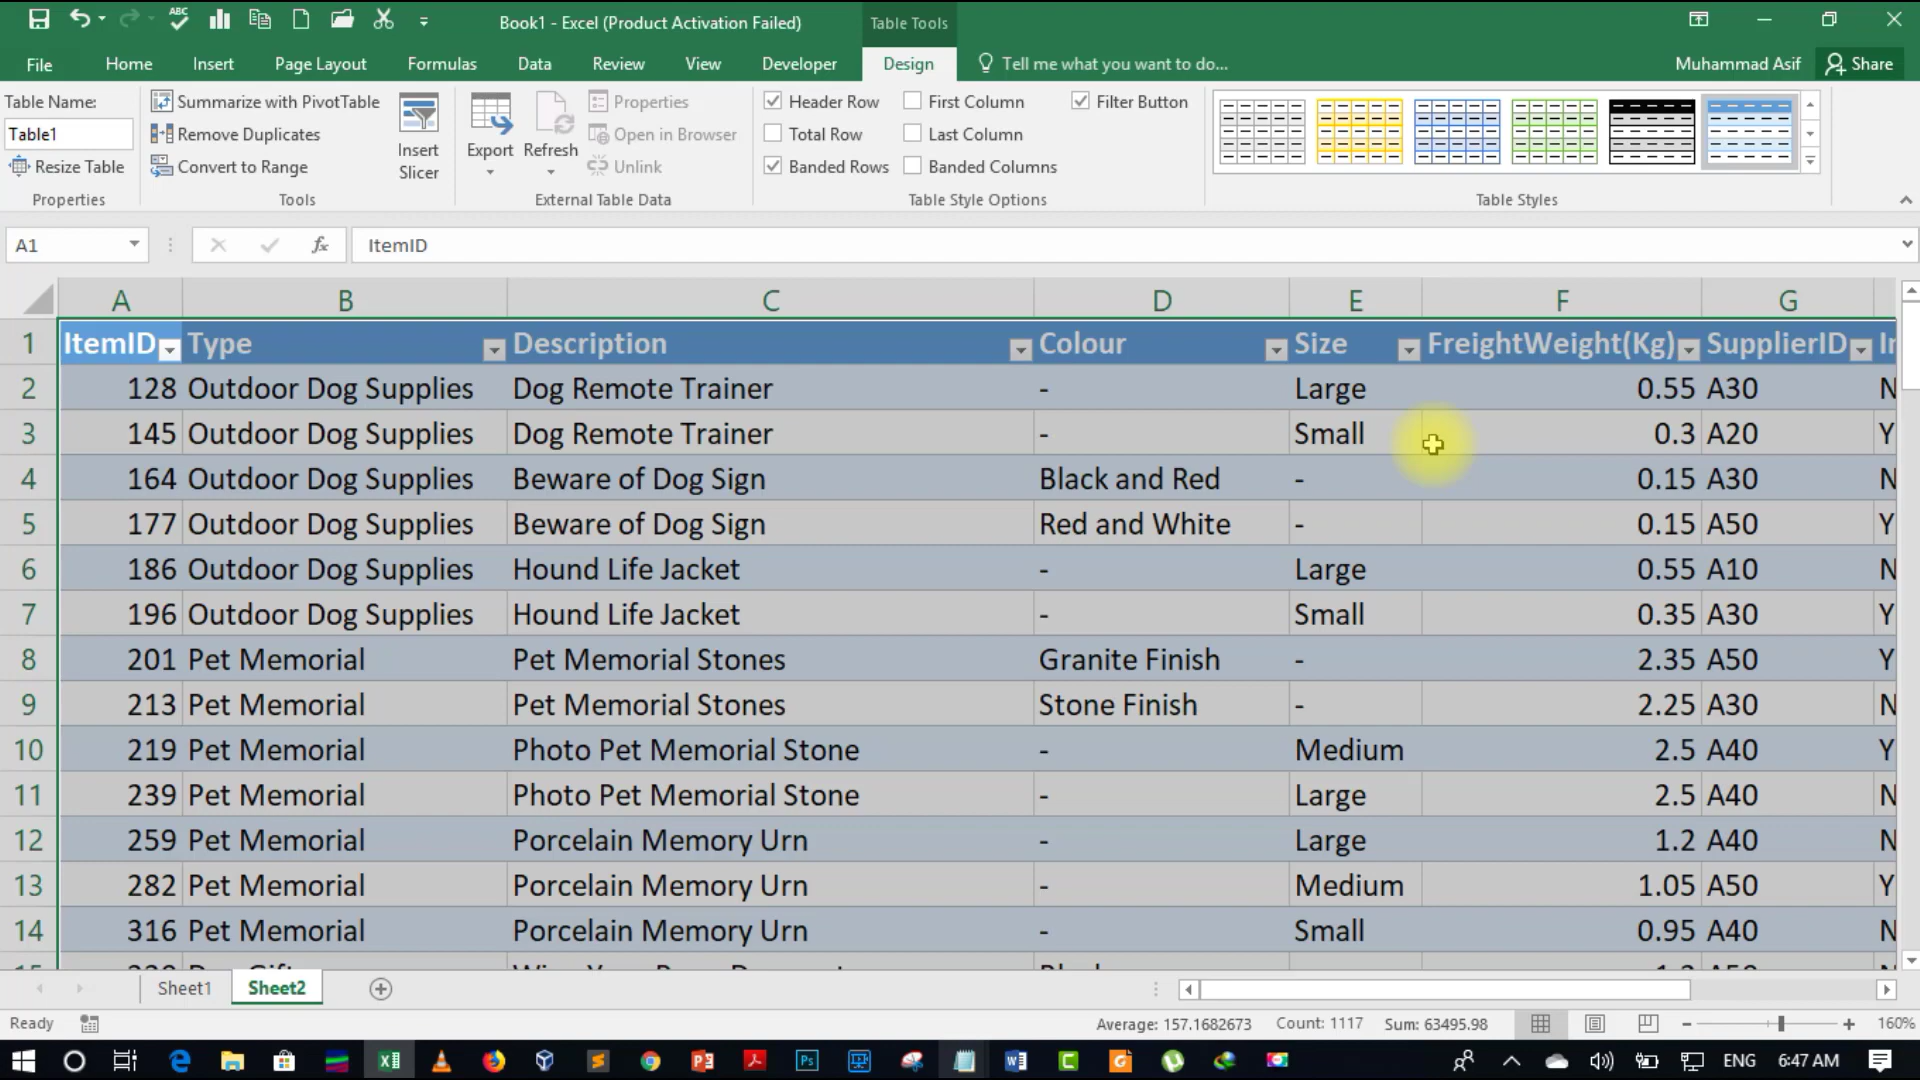 Book1 - Excel (Product Activation Failed)
Table Tools
File Home Insert Page Layout Formulas Data Review View Developer Design Tell me what you want to do... Muhammad Asif Share
Table Name:
Table1
Resize Table
Properties
Summarize with PivotTable
Remove Duplicates
Convert to Range
Tools
Insert
Slicer
Export
Refresh
Properties
Open in Browser
Unlink
External Table Data
Header Row First Column Filter Button
Total Row Last Column
Banded Rows Banded Columns
Table Style Options
Table Styles
A1 fx ItemID
A B C D E F G
1 ItemID Type Description Colour Size FreightWeight(Kg) SupplierID
2 128 Outdoor Dog Supplies Dog Remote Trainer - Large 0.55 A30 N
3 145 Outdoor Dog Supplies Dog Remote Trainer - Small 0.3 A20 Y
4 164 Outdoor Dog Supplies Beware of Dog Sign Black and Red - 0.15 A30 N
5 177 Outdoor Dog Supplies Beware of Dog Sign Red and White - 0.15 A50 Y
6 186 Outdoor Dog Supplies Hound Life Jacket - Large 0.55 A10 N
7 196 Outdoor Dog Supplies Hound Life Jacket - Small 0.35 A30 Y
8 201 Pet Memorial Pet Memorial Stones Granite Finish - 2.35 A50 Y
9 213 Pet Memorial Pet Memorial Stones Stone Finish - 2.25 A30 N
10 219 Pet Memorial Photo Pet Memorial Stone - Medium 2.5 A40 Y
11 239 Pet Memorial Photo Pet Memorial Stone - Large 2.5 A40 N
12 259 Pet Memorial Porcelain Memory Urn - Large 1.2 A40 N
13 282 Pet Memorial Porcelain Memory Urn - Medium 1.05 A50 Y
14 316 Pet Memorial Porcelain Memory Urn - Small 0.95 A40 N
Sheet1 Sheet2
Ready Average: 157.1682673 Count: 1117 Sum: 63495.98 160%
ENG 6:47 AM